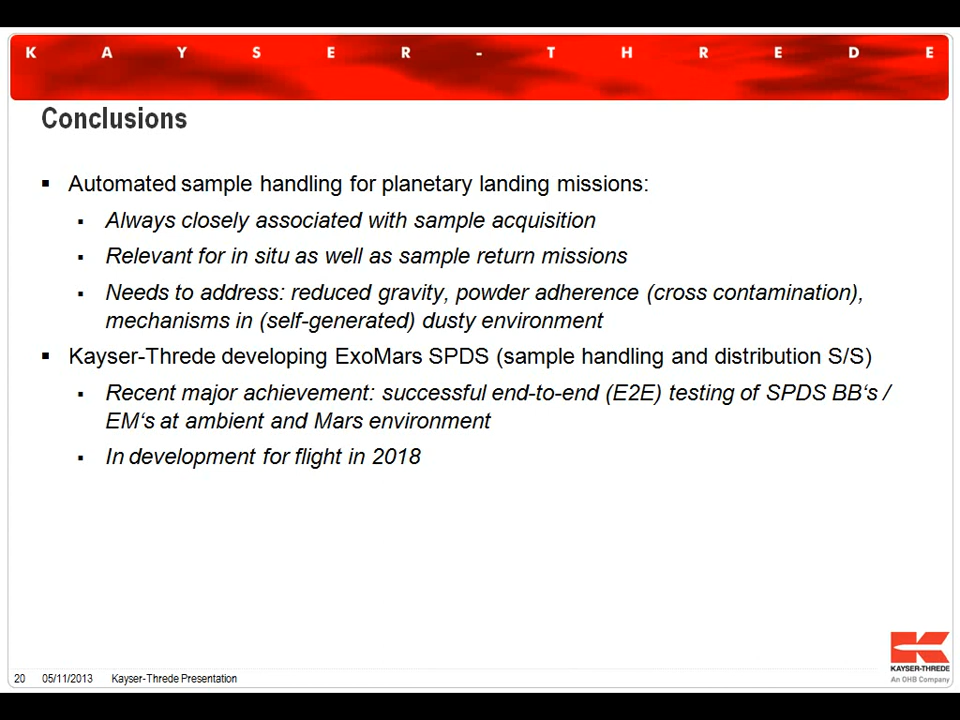 K A Y S E R - T H R E D E
Conclusions
▪ Automated sample handling for planetary landing missions:
▪ Always closely associated with sample acquisition
▪ Relevant for in situ as well as sample return missions
▪ Needs to address: reduced gravity, powder adherence (cross contamination),
mechanisms in (self-generated) dusty environment
▪ Kayser-Threde developing ExoMars SPDS (sample handling and distribution S/S)
▪ Recent major achievement: successful end-to-end (E2E) testing of SPDS BB‘s /
EM‘s at ambient and Mars environment
▪ In development for flight in 2018
KAYSER-THREDE
An OHB Company
20 05/11/2013 Kayser-Threde Presentation